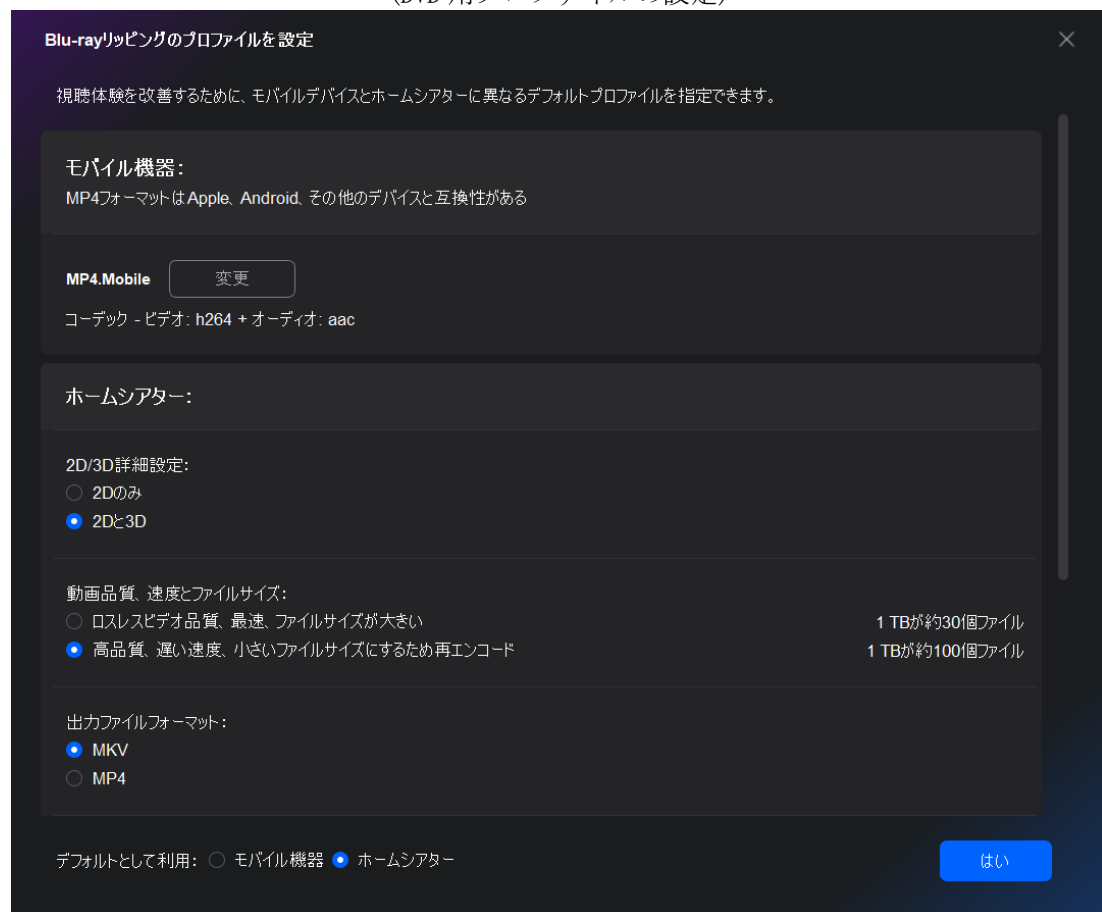 (DVD 用プロファイルの設定)
Blu-rayリッピングのプロファイルを設定
視聴体験を改善するために、モバイルデバイスとホームシアターに異なるデフォルトプロファイルを指定できます。
モバイル機器：
MP4フォーマットはApple、Android、その他のデバイスと互換性がある
MP4.Mobile 変更
コーデック - ビデオ: h264 + オーディオ: aac
ホームシアター：
2D/3D詳細設定：
2Dのみ
2Dと3D
動画品質、速度とファイルサイズ：
ロスレスビデオ品質、最速、ファイルサイズが大きい 1 TBが約30個ファイル
高品質、遅い速度、小さいファイルサイズにするため再エンコード 1 TBが約100個ファイル
出力ファイルフォーマット：
MKV
MP4
デフォルトとして利用： モバイル機器 ホームシアター はい